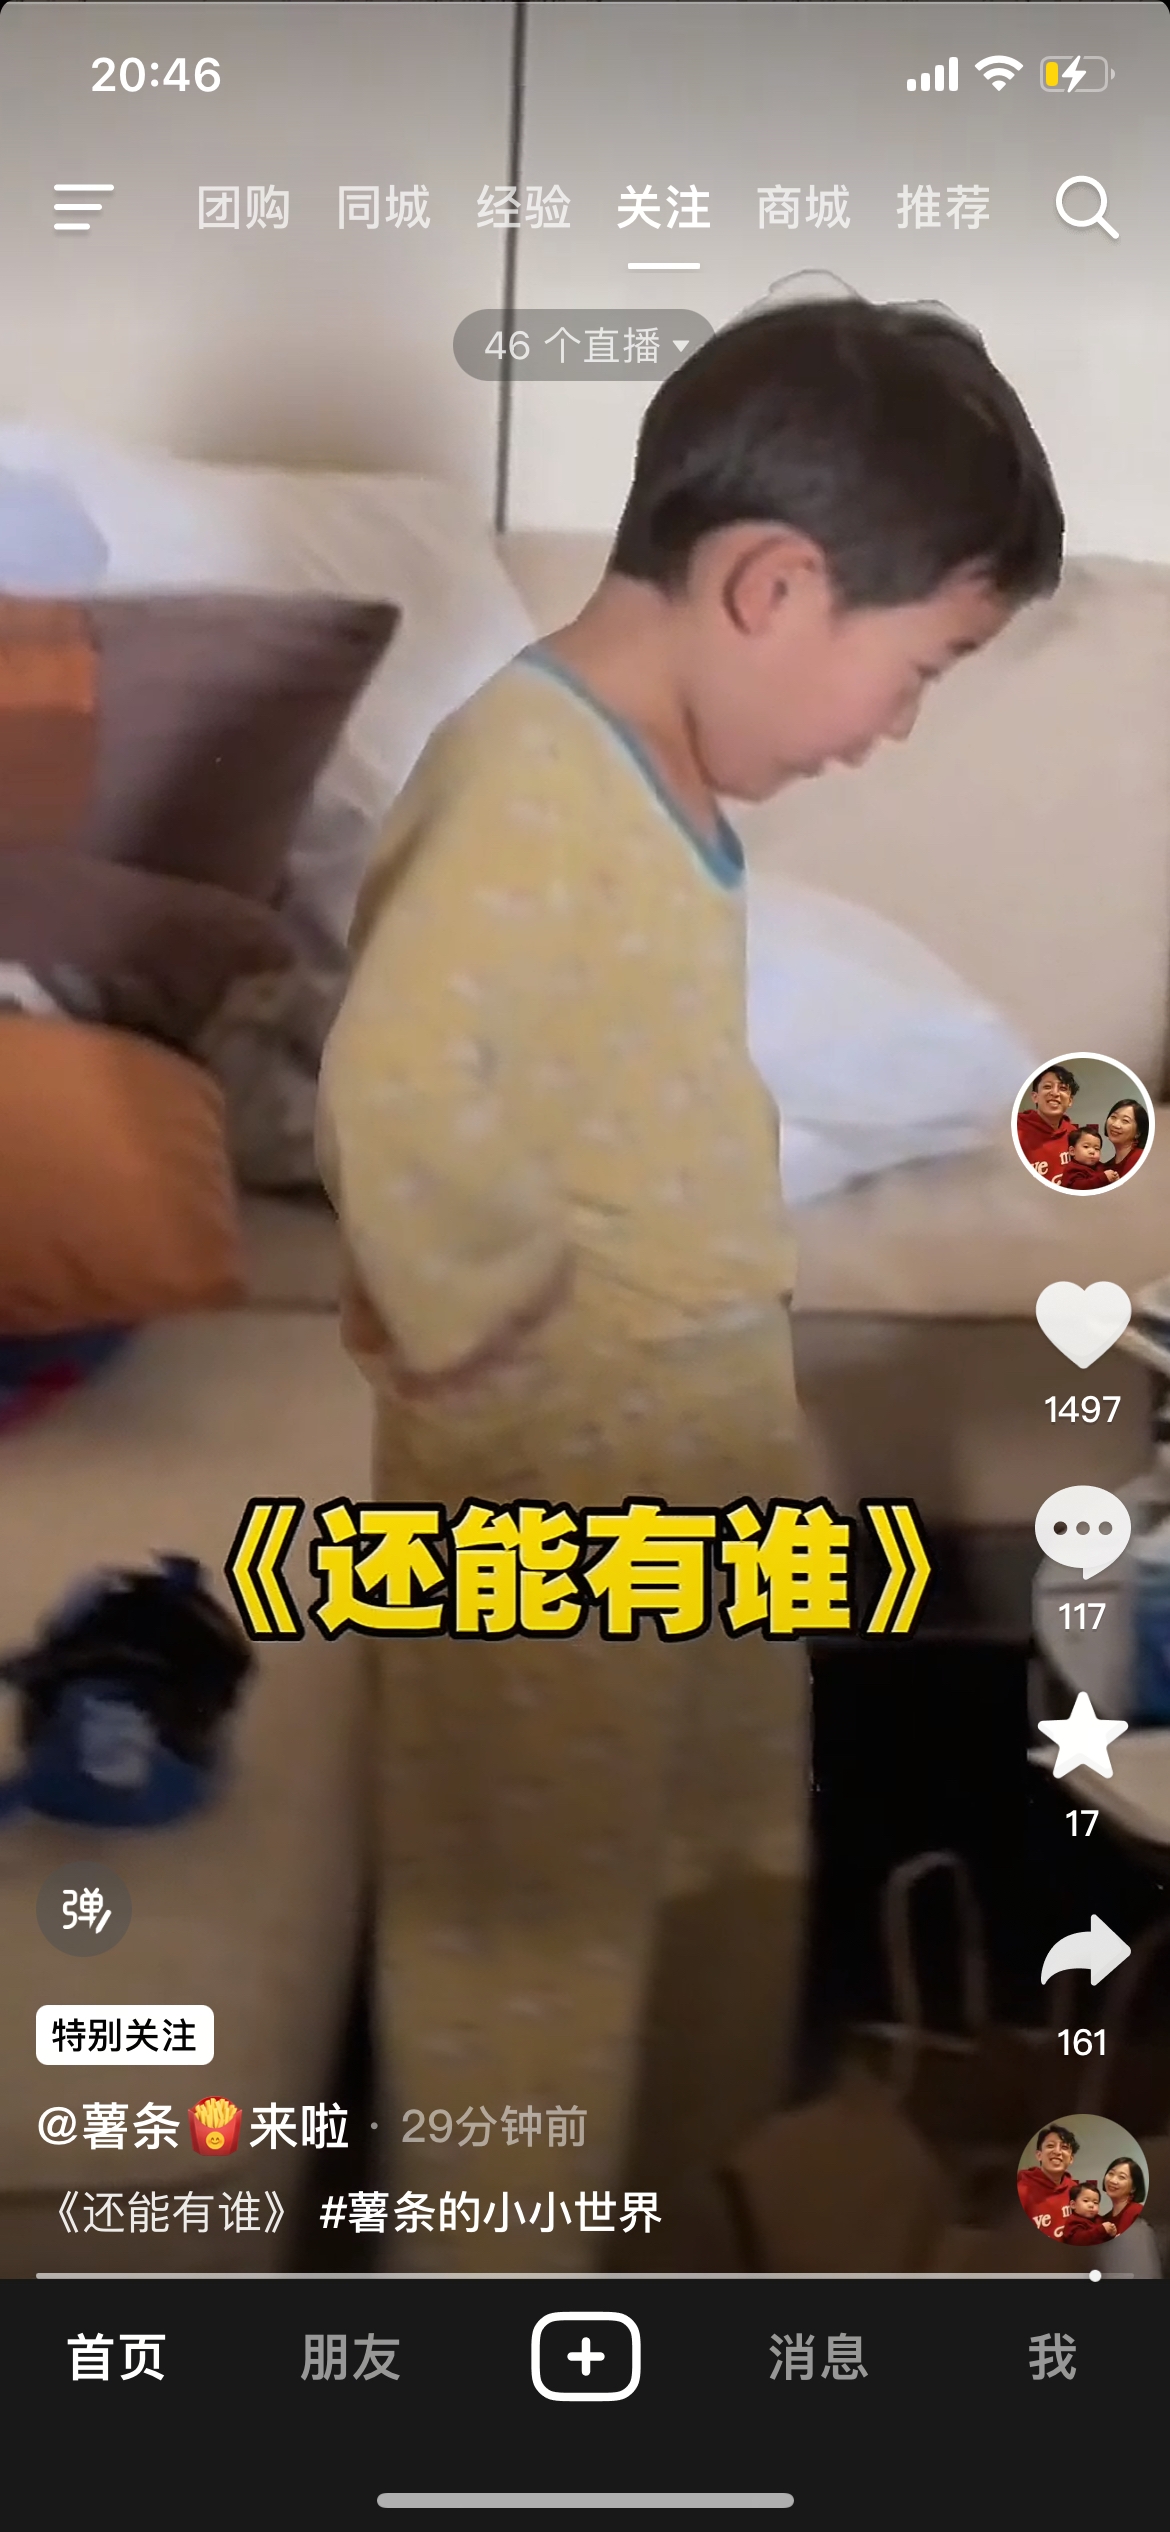 20:46
团购 同城 经验 关注 商城 推荐
46 个直播
1497
《还能有谁》
117
17
弹
161
特别关注
@薯条🍟来啦 · 29分钟前
《还能有谁》 #薯条的小小世界
首页 朋友 消息 我